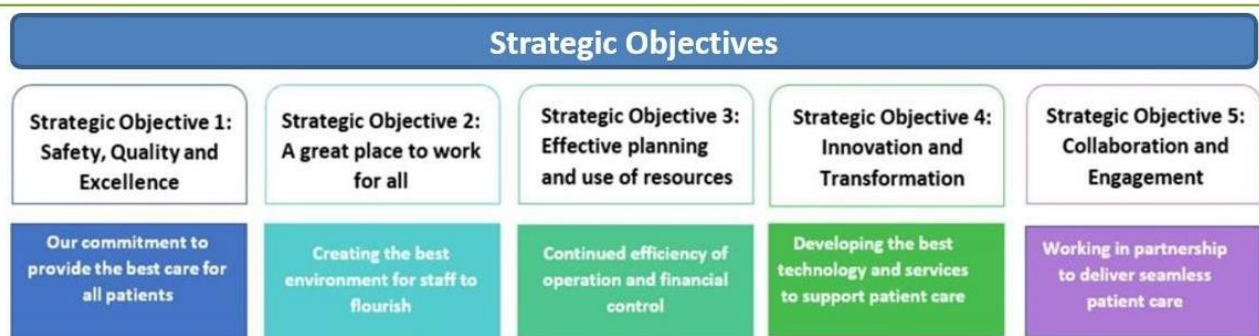 Strategic Objectives
Strategic Objective 1:
Safety, Quality and
Excellence
Our commitment to
provide the best care for
all patients
Strategic Objective 2:
A great place to work
for all
Creating the best
environment for staff to
flourish
Strategic Objective 3:
Effective planning
and use of resources
Continued efficiency of
operation and financial
control
Strategic Objective 4:
Innovation and
Transformation
Developing the best
technology and services
to support patient care
Strategic Objective 5:
Collaboration and
Engagement
Working in partnership
to deliver seamless
patient care